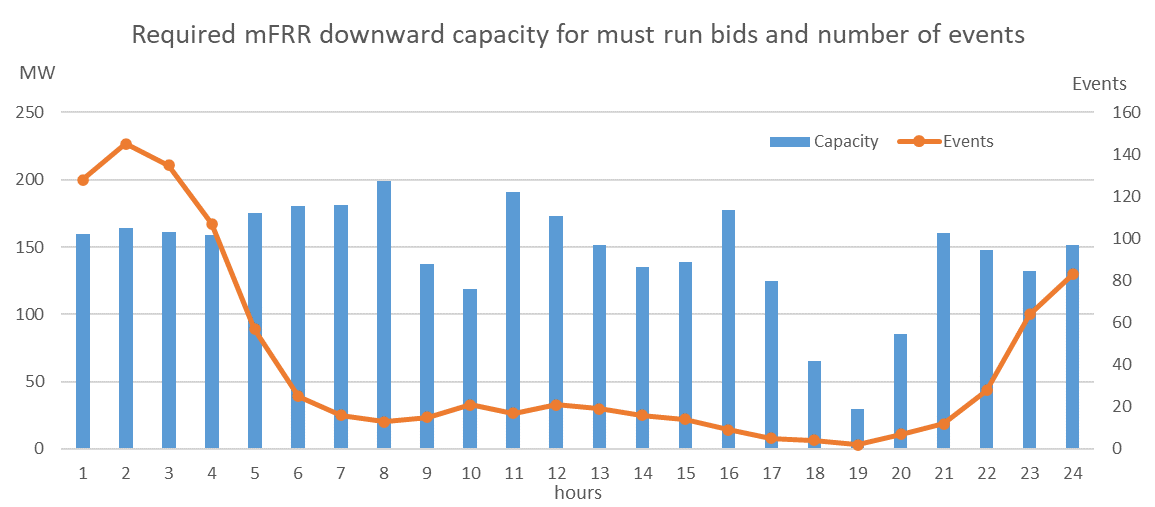 Required mFRR downward capacity for must run bids and number of events
MW
Events
250
200
150
100
50
0
160
140
120
100
80
60
40
20
0
Capacity
Events
1 2 3 4 5 6 7 8 9 10 11 12 13 14 15 16 17 18 19 20 21 22 23 24
hours